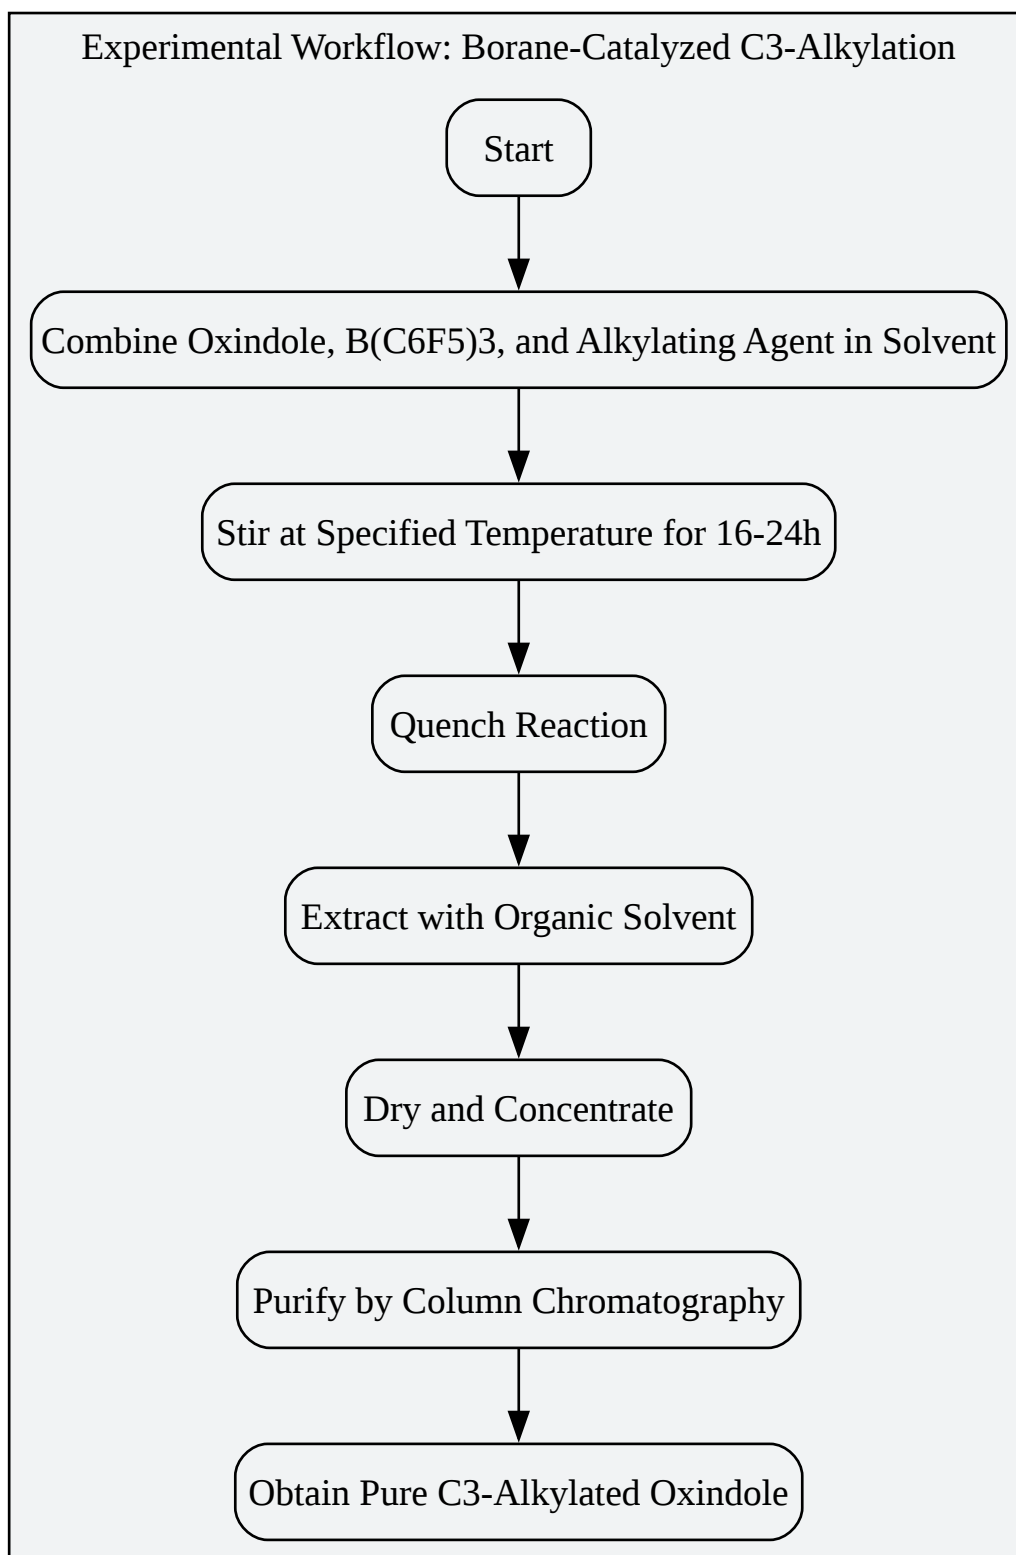 Experimental Workflow: Borane-Catalyzed C3-Alkylation
Start
Combine Oxindole, B(C6F5)3, and Alkylating Agent in Solvent
Stir at Specified Temperature for 16-24h
Quench Reaction
Extract with Organic Solvent
Dry and Concentrate
Purify by Column Chromatography
Obtain Pure C3-Alkylated Oxindole